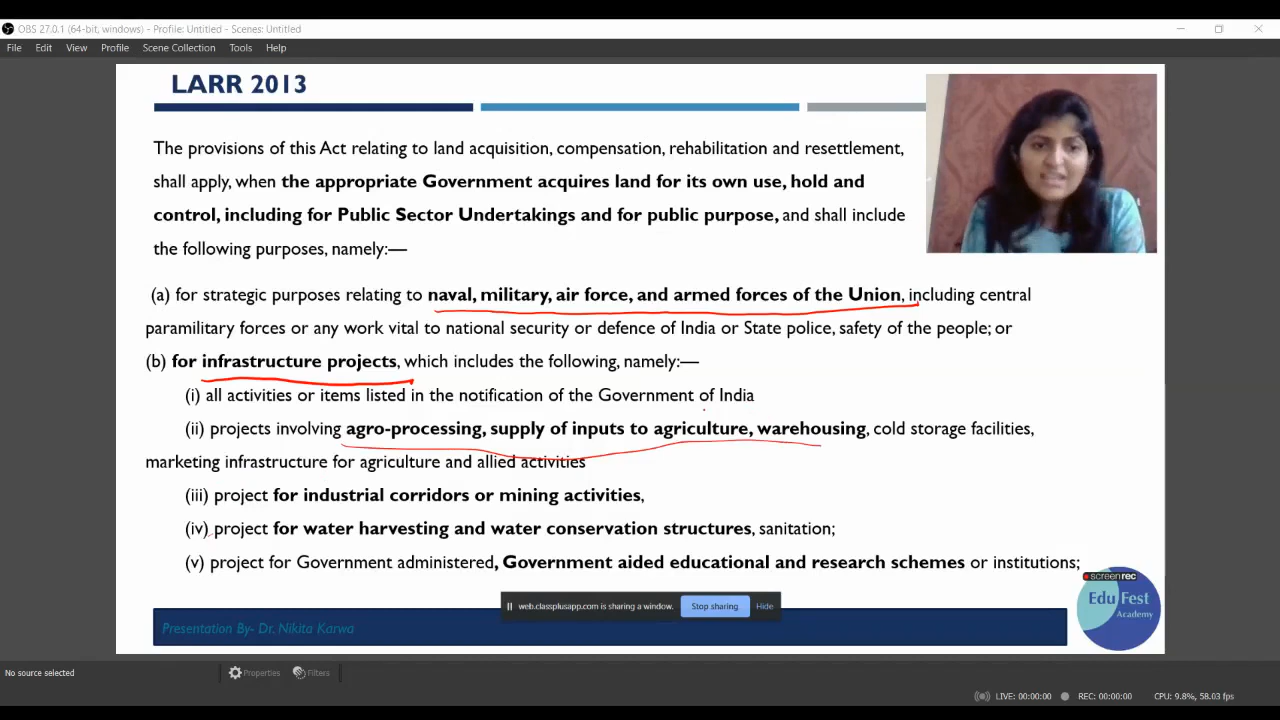 OBS 27.0.1 (64-bit, windows) - Profile: Untitled - Scenes: Untitled
File Edit View Profile Scene Collection Tools Help
LARR 2013
The provisions of this Act relating to land acquisition, compensation, rehabilitation and resettlement,
shall apply, when the appropriate Government acquires land for its own use, hold and
control, including for Public Sector Undertakings and for public purpose, and shall include
the following purposes, namely:—
(a) for strategic purposes relating to naval, military, air force, and armed forces of the Union, including central
paramilitary forces or any work vital to national security or defence of India or State police, safety of the people; or
(b) for infrastructure projects, which includes the following, namely:—
(i) all activities or items listed in the notification of the Government of India
(ii) projects involving agro-processing, supply of inputs to agriculture, warehousing, cold storage facilities,
marketing infrastructure for agriculture and allied activities
(iii) project for industrial corridors or mining activities,
(iv) project for water harvesting and water conservation structures, sanitation;
(v) project for Government administered, Government aided educational and research schemes or institutions;
screenrec
EduFest
Academy
web.classplusapp.com is sharing a window. Stop sharing Hide
Presentation By- Dr. Nikita Karwa
No source selected Properties Filters
LIVE: 00:00:00 REC: 00:00:00 CPU: 9.8%, 58.03 fps